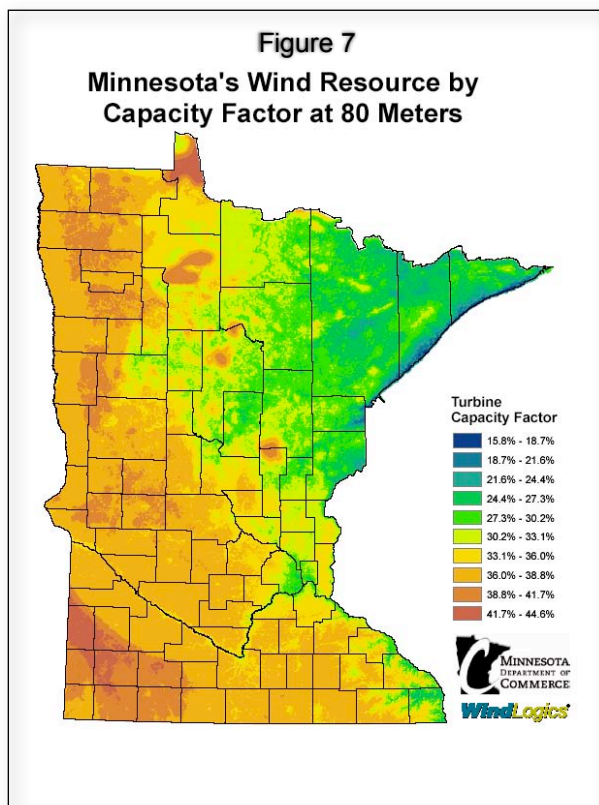 Figure 7
Minnesota's Wind Resource by
Capacity Factor at 80 Meters
Turbine
Capacity Factor
15.8% - 18.7%
18.7% - 21.6%
21.6% - 24.4%
24.4% - 27.3%
27.3% - 30.2%
30.2% - 33.1%
33.1% - 36.0%
36.0% - 38.8%
38.8% - 41.7%
41.7% - 44.6%
MINNESOTA
DEPARTMENT OF
COMMERCE
WindLogics